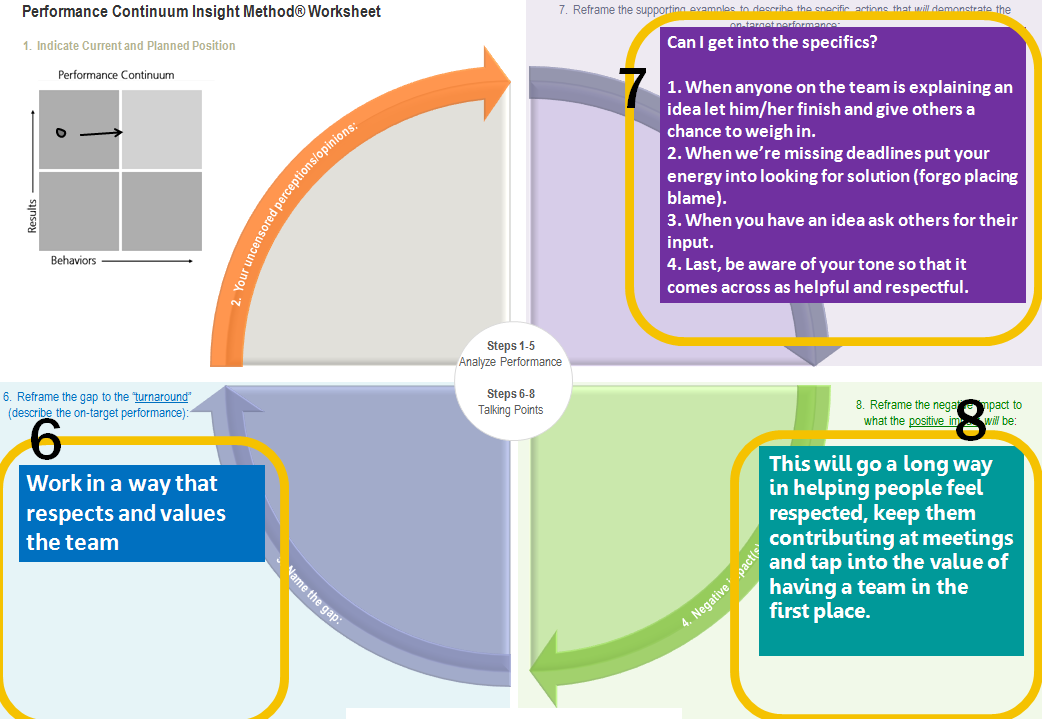 Performance Continuum Insight Method® Worksheet
1. Indicate Current and Planned Position
Performance Continuum
Results
Behaviors
2. Your uncensored perceptions/opinions:
7. Reframe the supporting examples to describe the specific actions that will demonstrate the
on-target performance:
7
Can I get into the specifics?
1. When anyone on the team is explaining an
idea let him/her finish and give others a
chance to weigh in.
2. When we’re missing deadlines put your
energy into looking for solution (forgo placing
blame).
3. When you have an idea ask others for their
input.
4. Last, be aware of your tone so that it
comes across as helpful and respectful.
Steps 1-5
Analyze Performance
Steps 6-8
Talking Points
6. Reframe the gap to the “turnaround”
(describe the on-target performance):
6
Work in a way that
respects and values
the team
Name the gap:
4. Negative impact(s)
8. Reframe the negative impact to
what the positive impact will be:
8
This will go a long way
in helping people feel
respected, keep them
contributing at meetings
and tap into the value of
having a team in the
first place.